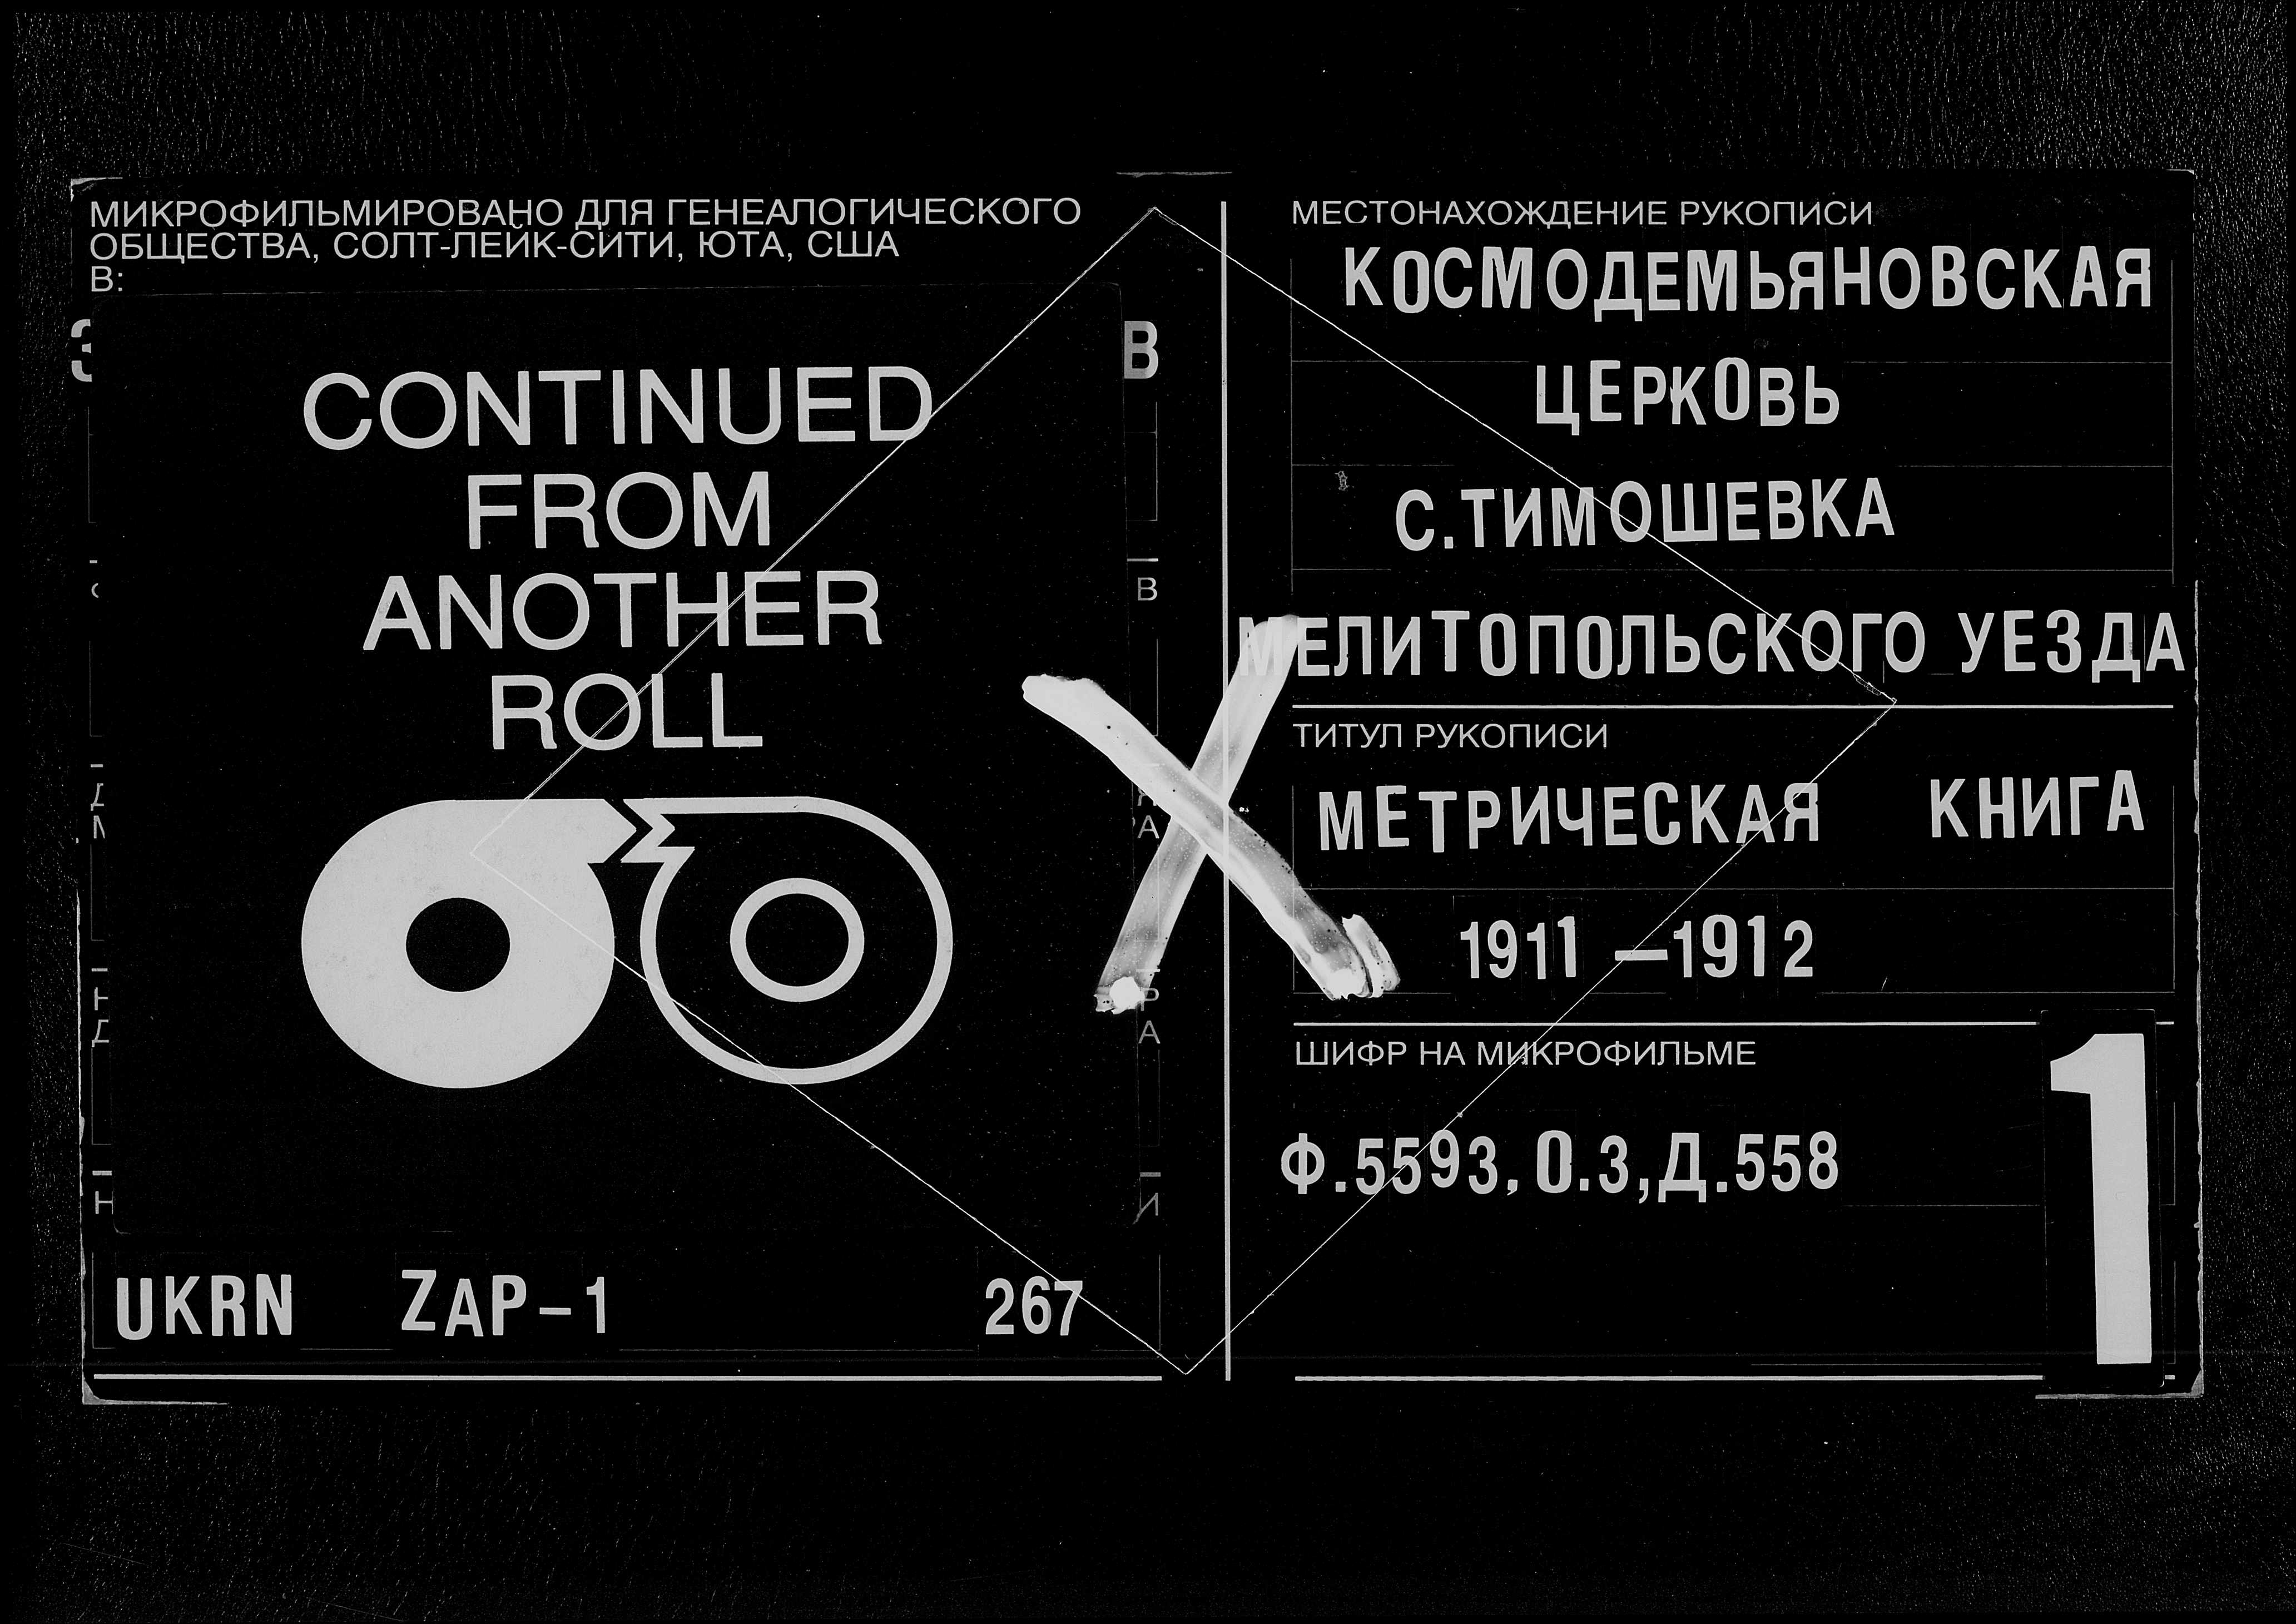 МИКРОФИЛЬМИРОВАНО ДЛЯ ГЕНЕАЛОГИЧЕСКОГО
ОБЩЕСТВА, СОЛТ-ЛЕЙК-СИТИ, ЮТА, США
В:
CONTINUED
FROM
ANOTHER
ROLL
UKRN ZAP-1 267
МЕСТОНАХОЖДЕНИЕ РУКОПИСИ
КОСМОДЕМЬЯНОВСКАЯ
ЦЕРКОВЬ
С.ТИМОШЕВКА
МЕЛИТОПОЛЬСКОГО УЕЗДА
ТИТУЛ РУКОПИСИ
МЕТРИЧЕСКАЯ КНИГА
1911 –1912
ШИФР НА МИКРОФИЛЬМЕ
Ф.5593, О.3,Д.558
1